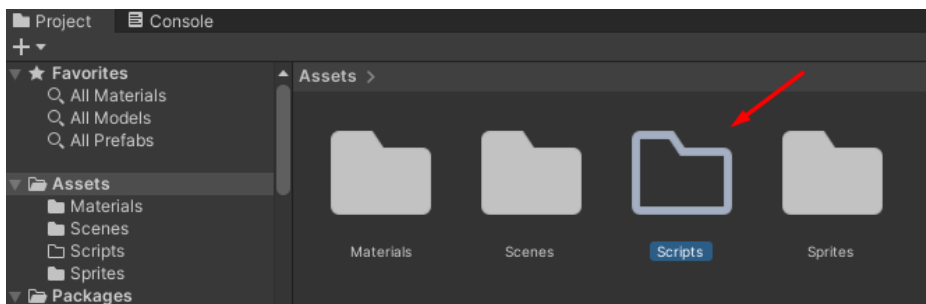 Project Console
Favorites
All Materials
All Models
All Prefabs
Assets
Materials
Scenes
Scripts
Sprites
Packages
Assets >
Materials Scenes Scripts Sprites